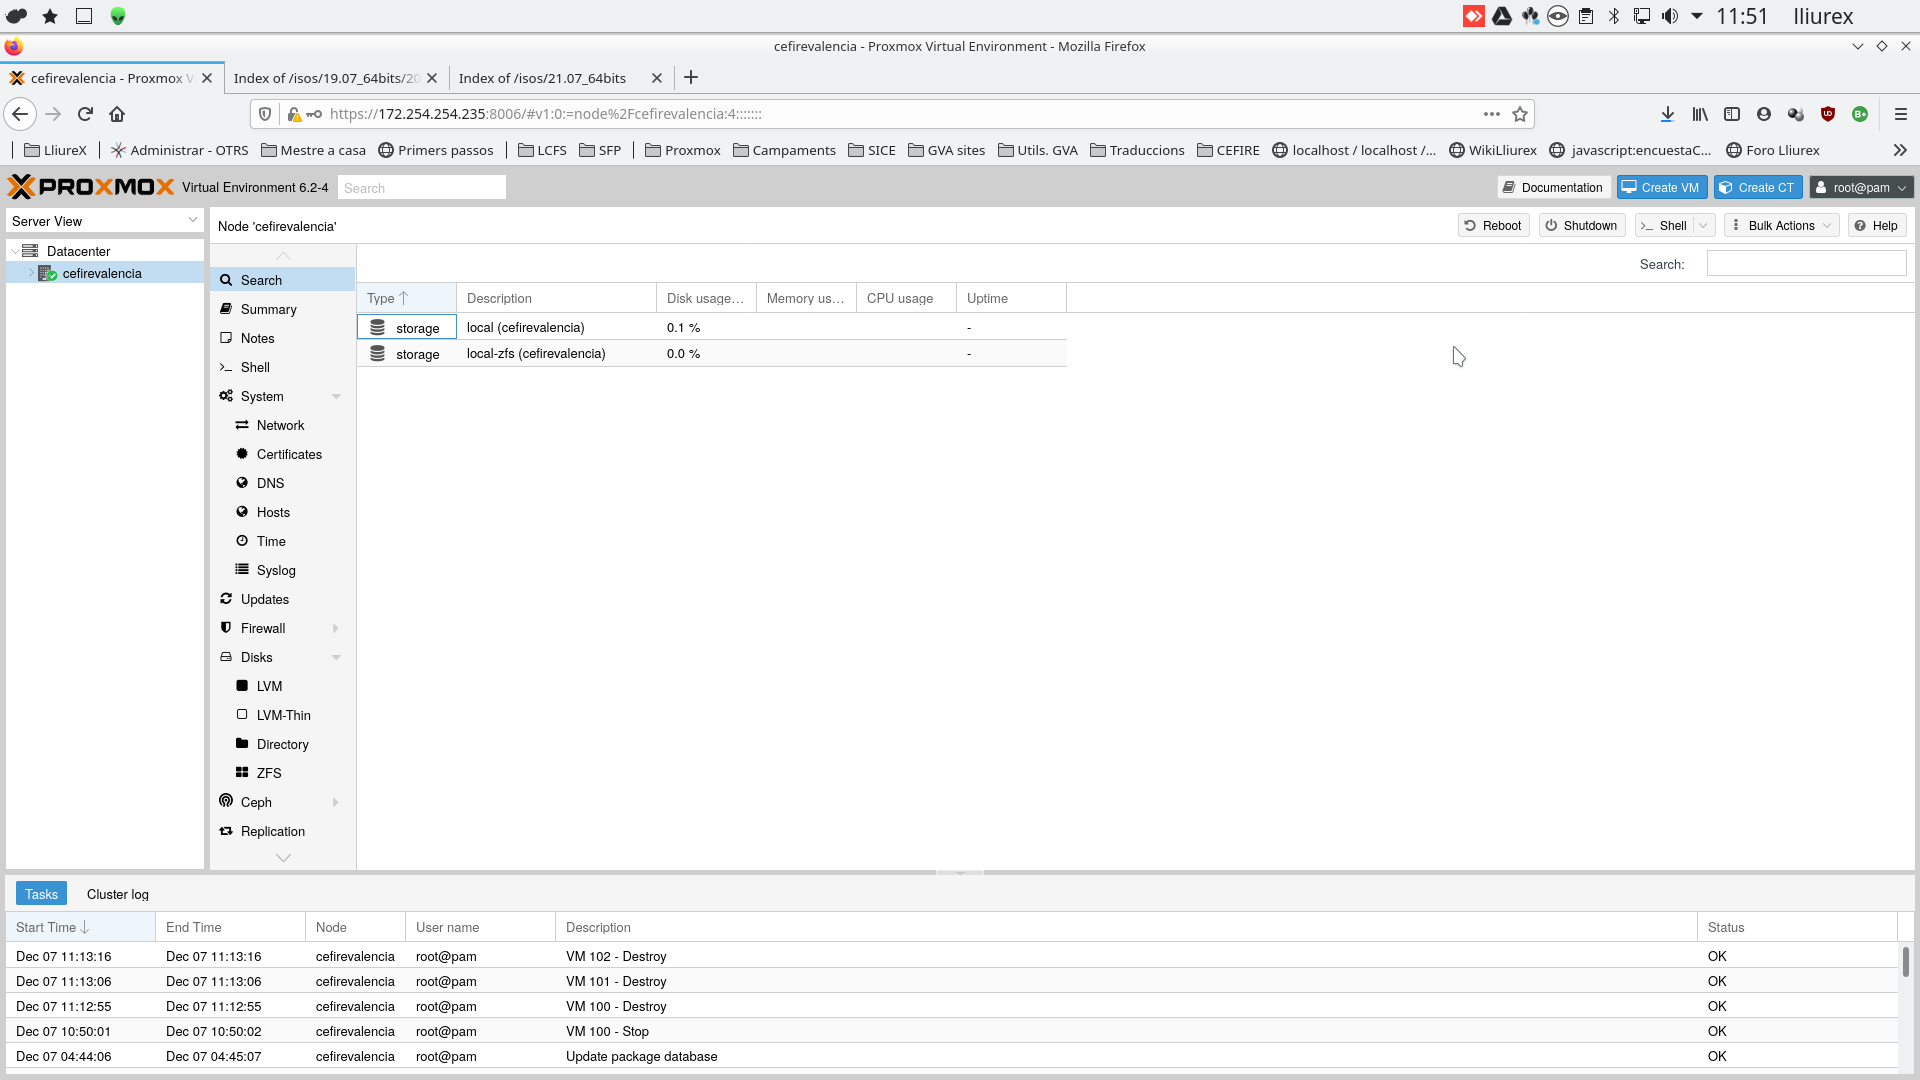 11:51 lliurex
cefirevalencia - Proxmox Virtual Environment - Mozilla Firefox
cefirevalencia - Proxmox V
Index of /isos/19.07_64bits/20
Index of /isos/21.07_64bits
https://172.254.254.235:8006/#v1:0:=node%2Fcefirevalencia:4:::::::
LliureX Administrar - OTRS Mestre a casa Primers passos LCFS SFP Proxmox Campaments SICE GVA sites Utils. GVA Traduccions CEFIRE localhost / localhost /... WikiLliurex javascript:encuestaC... Foro Lliurex
PROXMOX Virtual Environment 6.2-4 Search Documentation Create VM Create CT root@pam
Server View
Datacenter
cefirevalencia
Node 'cefirevalencia' Reboot Shutdown Shell Bulk Actions Help
Search
Summary
Notes
Shell
System
Network
Certificates
DNS
Hosts
Time
Syslog
Updates
Firewall
Disks
LVM
LVM-Thin
Directory
ZFS
Ceph
Replication
Search:
Type Description Disk usage... Memory us... CPU usage Uptime
storage local (cefirevalencia) 0.1 % -
storage local-zfs (cefirevalencia) 0.0 % -
Tasks Cluster log
Start Time End Time Node User name Description Status
Dec 07 11:13:16 Dec 07 11:13:16 cefirevalencia root@pam VM 102 - Destroy OK
Dec 07 11:13:06 Dec 07 11:13:06 cefirevalencia root@pam VM 101 - Destroy OK
Dec 07 11:12:55 Dec 07 11:12:55 cefirevalencia root@pam VM 100 - Destroy OK
Dec 07 10:50:01 Dec 07 10:50:02 cefirevalencia root@pam VM 100 - Stop OK
Dec 07 04:44:06 Dec 07 04:45:07 cefirevalencia root@pam Update package database OK